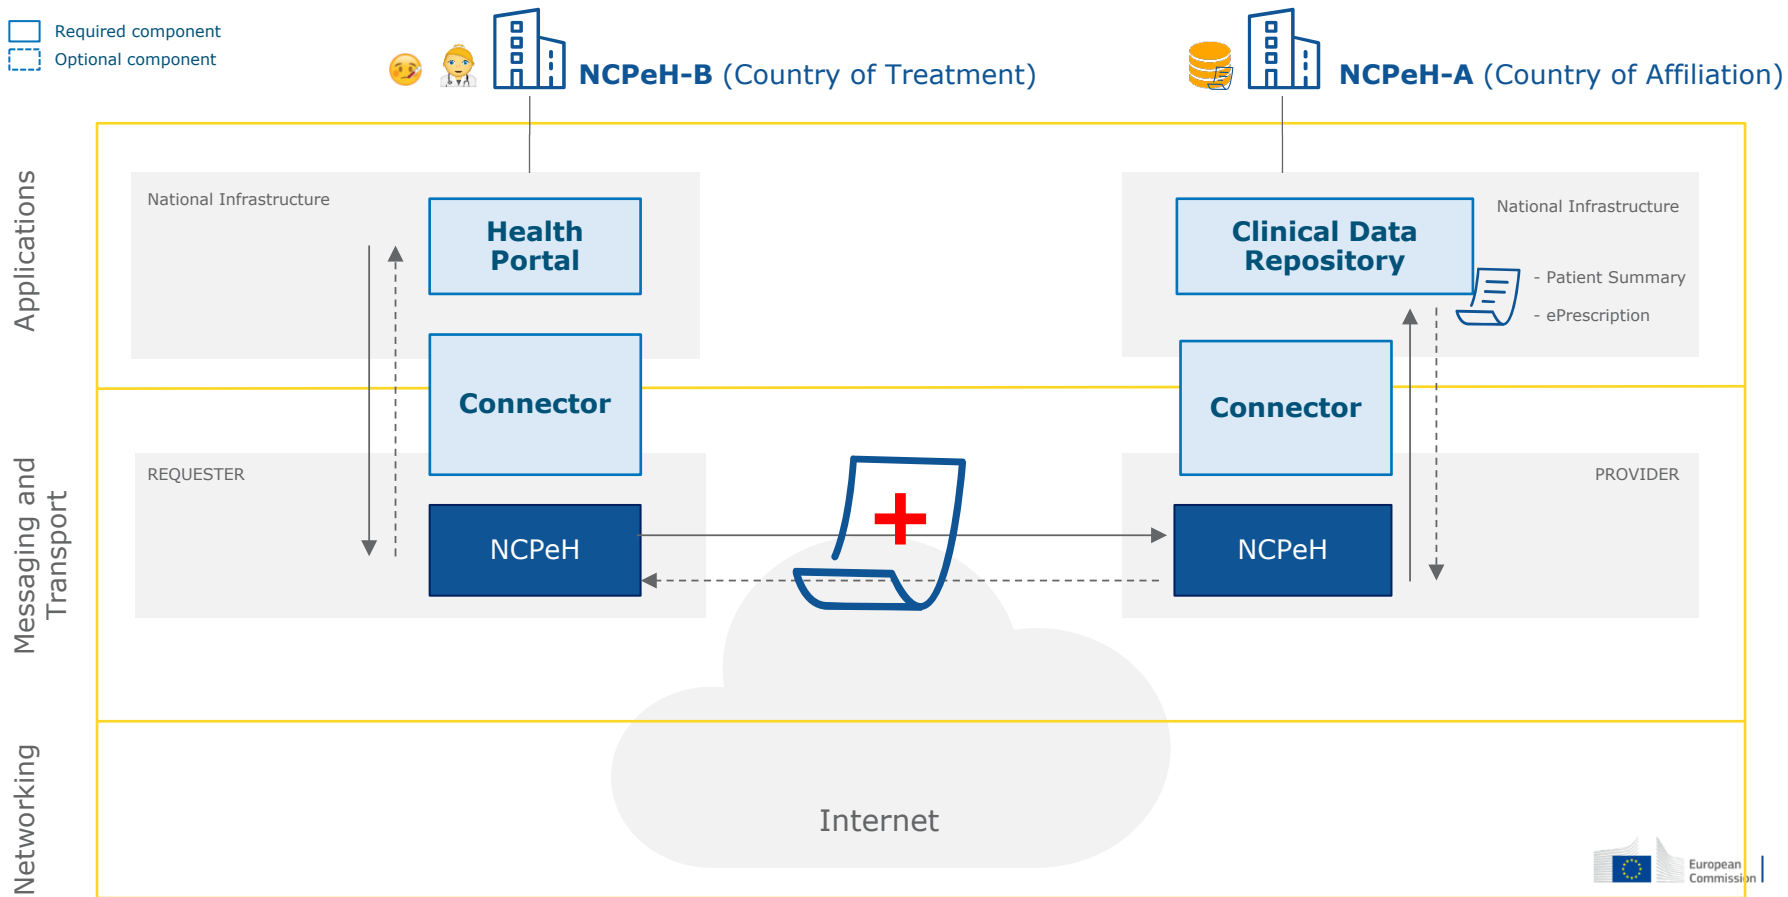 Required component
Optional component
NCPeH-B (Country of Treatment)
NCPeH-A (Country of Affiliation)
Applications
National Infrastructure
Health
Portal
Clinical Data
Repository
National Infrastructure
- Patient Summary
- ePrescription
Connector
Connector
Messaging and
Transport
REQUESTER
PROVIDER
NCPeH
NCPeH
Networking
Internet
European
Commission